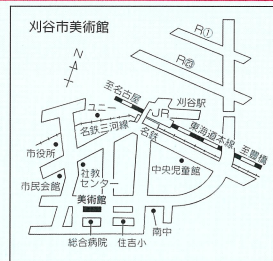 刈谷市美術館
N
R①
R㉓
至名古屋
ユニー
JR
刈谷駅
名鉄三河線
名鉄
東海道本線
至豊橋
市役所
社教
センター
中央児童館
市民会館
美術館
総合病院
住吉小
南中